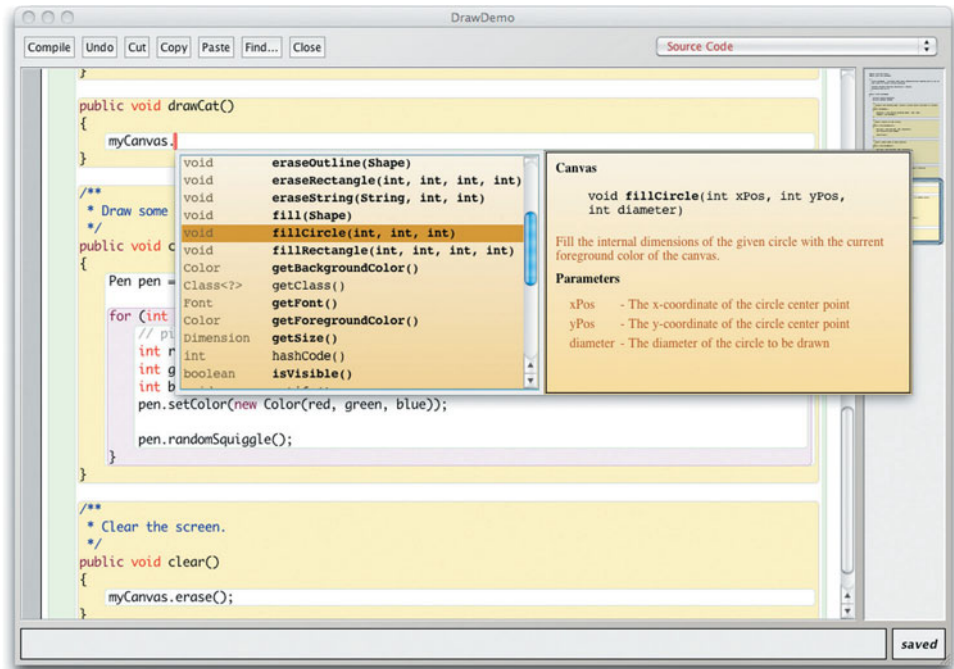 DrawDemo
Compile Undo Cut Copy Paste Find... Close
Source Code
}
public void drawCat()
{
myCanvas.
}
/**
* Draw some
*/
public void c
{
Pen pen =
for (int
// pi
int r
int g
int b
pen.setColor(new Color(red, green, blue));
pen.randomSquiggle();
}
}
/**
* Clear the screen.
*/
public void clear()
{
myCanvas.erase();
}
void eraseOutline(Shape)
void eraseRectangle(int, int, int, int)
void eraseString(String, int, int)
void fill(Shape)
void fillCircle(int, int, int)
void fillRectangle(int, int, int, int)
Color getBackgroundColor()
Class<?> getClass()
Font getFont()
Color getForegroundColor()
Dimension getSize()
int hashCode()
boolean isVisible()
Canvas
void fillCircle(int xPos, int yPos,
int diameter)
Fill the internal dimensions of the given circle with the current
foreground color of the canvas.
Parameters
xPos - The x-coordinate of the circle center point
yPos - The y-coordinate of the circle center point
diameter - The diameter of the circle to be drawn
saved